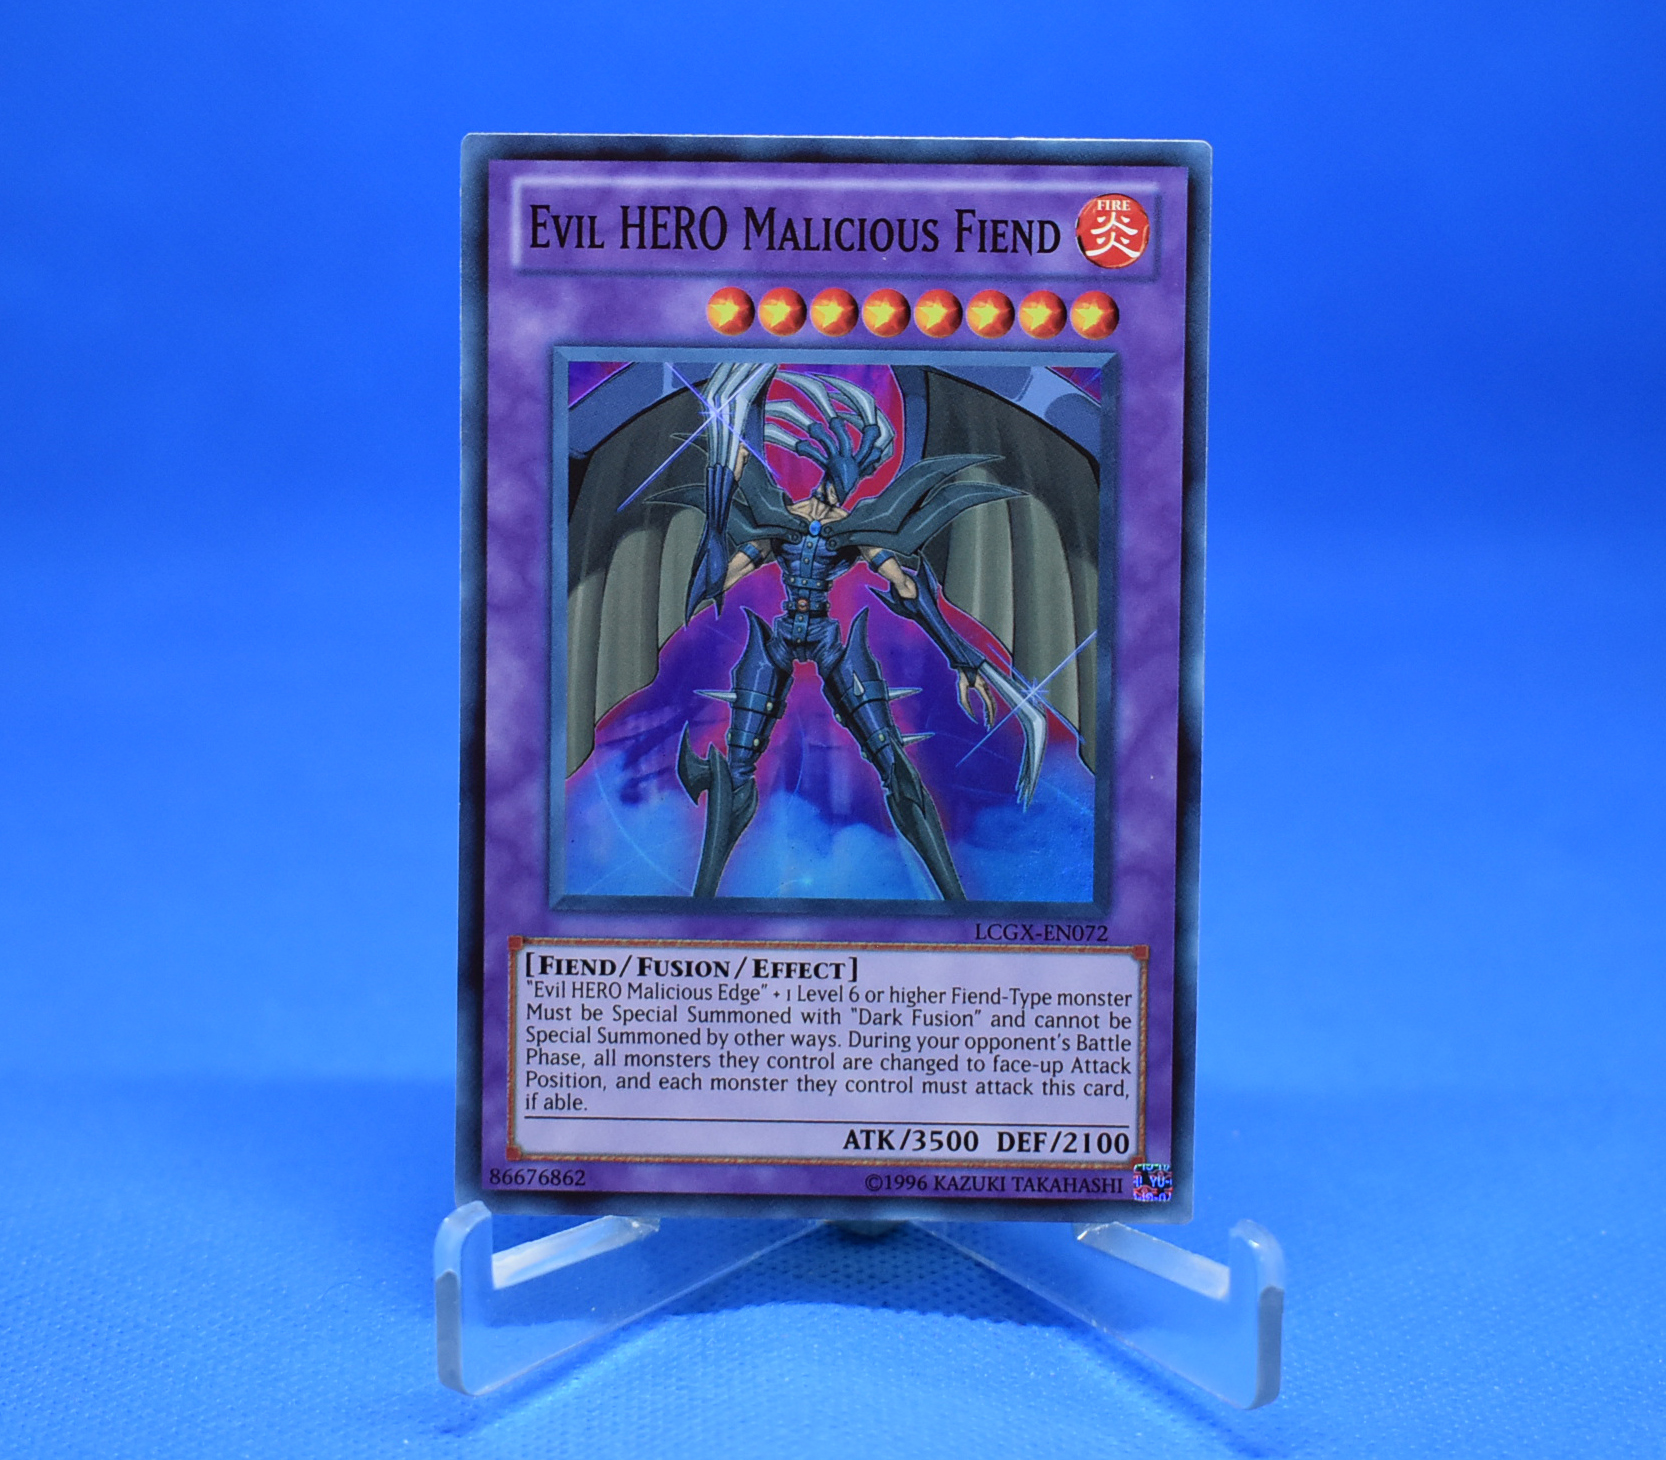 EVIL HERO MALICIOUS FIEND
FIRE
炎
LCGX-EN072
[FIEND/FUSION/EFFECT]
"Evil HERO Malicious Edge" + 1 Level 6 or higher Fiend-Type monster
Must be Special Summoned with "Dark Fusion" and cannot be
Special Summoned by other ways. During your opponent's Battle
Phase, all monsters they control are changed to face-up Attack
Position, and each monster they control must attack this card,
if able.
ATK/3500 DEF/2100
86676862
©1996 KAZUKI TAKAHASHI